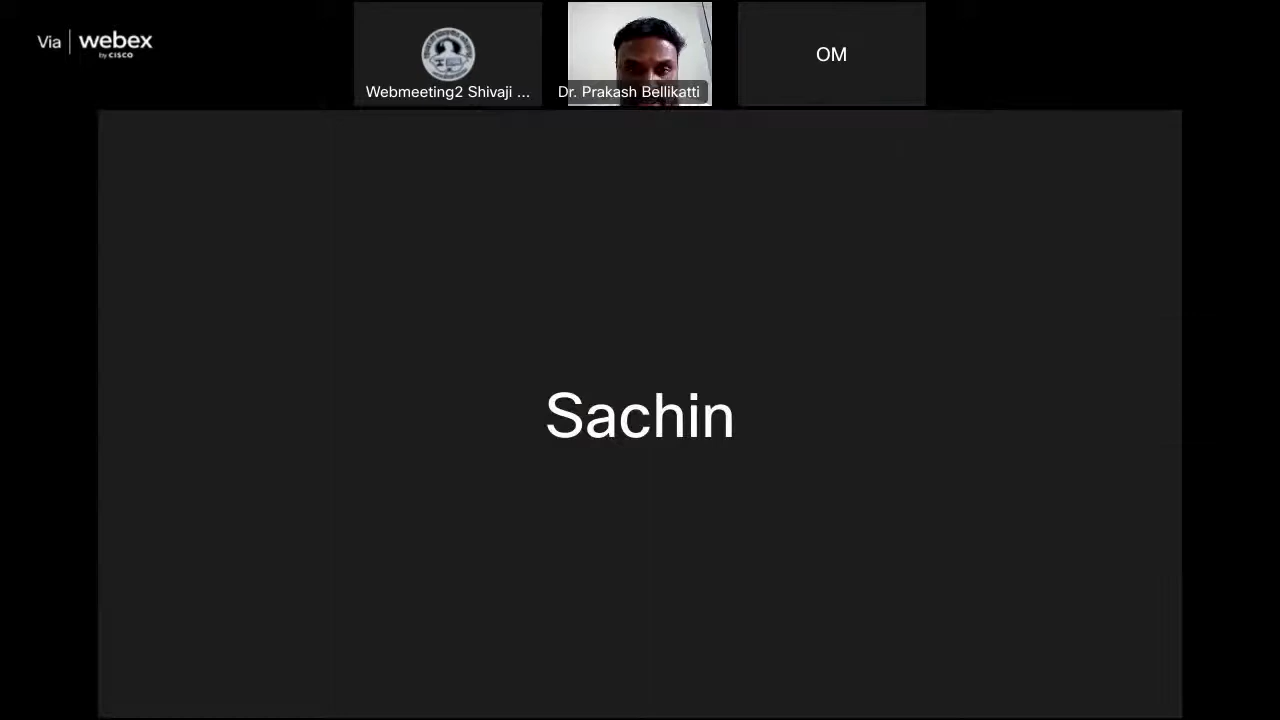 Via webex
by CISCO
Webmeeting2 Shivaji ...
Dr. Prakash Bellikatti
OM
Sachin